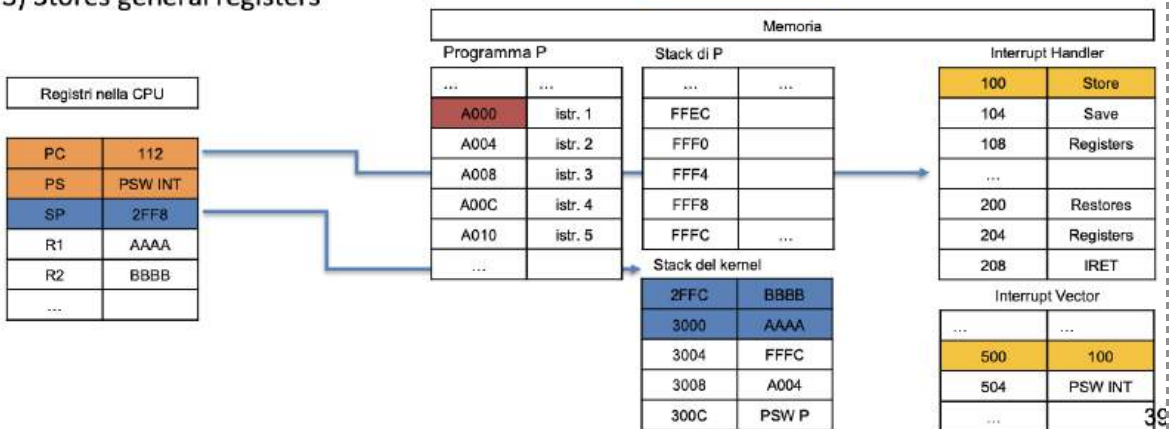 3) Stores general registers
Memoria
Programma P
Stack di P
Interrupt Handler
Registri nella CPU
PC 112
PS PSW INT
SP 2FF8
R1 AAAA
R2 BBBB
...
... ...
A000 istr. 1
A004 istr. 2
A008 istr. 3
A00C istr. 4
A010 istr. 5
...
... ...
FFEC
FFF0
FFF4
FFF8
FFFC ...
100 Store
104 Save
108 Registers
...
200 Restores
204 Registers
208 IRET
Stack del kernel
2FFC BBBB
3000 AAAA
3004 FFFC
3008 A004
300C PSW P
Interrupt Vector
... ...
500 100
504 PSW INT
...
39